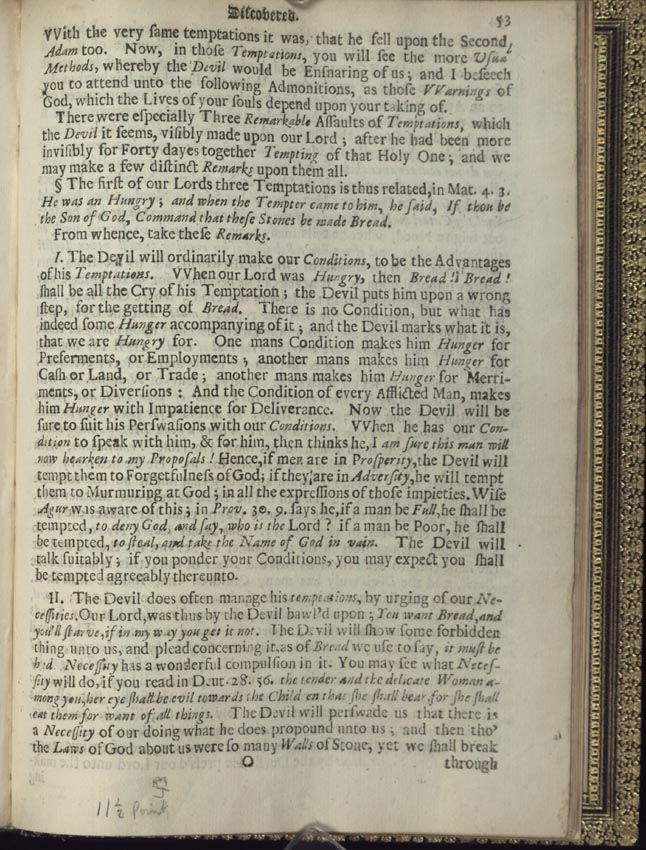 Diſcovered. 53
VVith the very ſame temptations it was, that he fell upon the Second,
Adam too. Now, in thoſe Temptations, you will ſee the more Uſual
Methods, whereby the Devil would be Enſnaring of us; and I beſeech
you to attend unto the following Admonitions, as thoſe VVarnings of
God, which the Lives of your ſouls depend upon your taking of.
There were eſpecially Three Remarkable Aſſaults of Temptations, which
the Devil it ſeems, viſibly made upon our Lord; after he had been more
inviſibly for Forty dayes together Tempting of that Holy One; and we
may make a few diſtinct Remarks upon them all.
§ The firſt of our Lords three Temptations is thus related, in Mat. 4. 3.
He was an Hungry; and when the Tempter came to him, he ſaid, If thou be
the Son of God, Command that theſe Stones be made Bread.
From whence, take theſe Remarks.
I. The Devil will ordinarily make our Conditions, to be the Advantages
of his Temptations. VVhen our Lord was Hungry, then Bread! Bread!
ſhall be all the Cry of his Temptation; the Devil puts him upon a wrong
ſtep, for the getting of Bread. There is no Condition, but what has
indeed ſome Hunger accompanying of it; and the Devil marks what it is,
that we are Hungry for. One mans Condition makes him Hunger for
Preferments, or Employments, another mans makes him Hunger for
Caſh or Land, or Trade; another mans makes him Hunger for Merri-
ments, or Diverſions: And the Condition of every Afflicted Man, makes
him Hunger with Impatience for Deliverance. Now the Devil will be
ſure to ſuit his Perſwaſions with our Conditions. VVhen he has our Con-
dition to ſpeak with him, & for him, then thinks he, I am ſure this man will
now hearken to my Propoſals! Hence, if men are in Proſperity, the Devil will
tempt them to Forgetfulneſs of God; if they are in Adverſity, he will tempt
them to Murmuring at God; in all the expreſſions of thoſe impieties. Wiſe
Agur was aware of this; in Prov. 30. 9. ſays he, if a man be Full, he ſhall be
tempted, to deny God, and ſay, who is the Lord? if a man be Poor, he ſhall
be tempted, to ſteal, and take the Name of God in vain. The Devil will
talk ſuitably; if you ponder your Conditions, you may expect you ſhall
be tempted agreeably thereunto.
II. The Devil does often manage his temptations, by urging of our Ne-
ceſſities. Our Lord, was thus by the Devil bawl'd upon; You want Bread, and
you'll ſtarve, if in my way you get it not. The Devil will ſhow ſome forbidden
thing unto us, and plead concerning it, as of Bread we uſe to ſay, it muſt be
had. Neceſſity has a wonderful compulſion in it. You may ſee what Neceſ-
ſity will do, if you read in Deut. 28. 56. the tender and the delicate Woman a-
mong you, her eye ſhall be evil towards the Children that ſhe ſhall bear, for ſhe ſhall
eat them for want of all things. The Devil will perſwade us that there is
a Neceſſity of our doing what he does propound unto us; and then tho'
the Laws of God about us were ſo many Walls of Stone, yet we ſhall break
O through
11 ½ Point